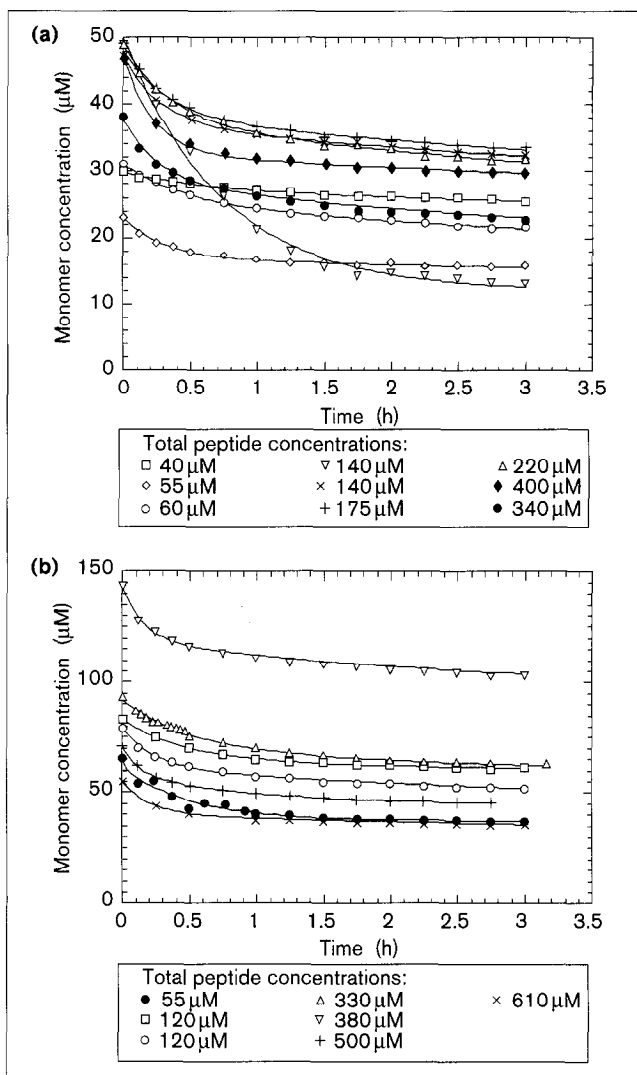 (a)
50
40
30
20
10
0
Monomer concentration (μM)
0 0.5 1 1.5 2 2.5 3 3.5
Time (h)
Total peptide concentrations:
□ 40 μM ▽ 140 μM △ 220 μM
◇ 55 μM × 140 μM ◆ 400 μM
○ 60 μM + 175 μM ● 340 μM
(b)
150
100
50
0
Monomer concentration (μM)
0 0.5 1 1.5 2 2.5 3 3.5
Time (h)
Total peptide concentrations:
● 55 μM △ 330 μM × 610 μM
□ 120 μM ▽ 380 μM
○ 120 μM + 500 μM